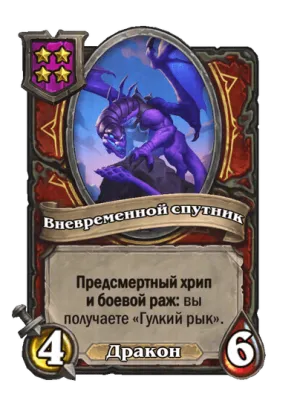 Вневременной спутник
Предсмертный хрип
и боевой раж: вы
получаете «Гулкий рык».
4
Дракон
6